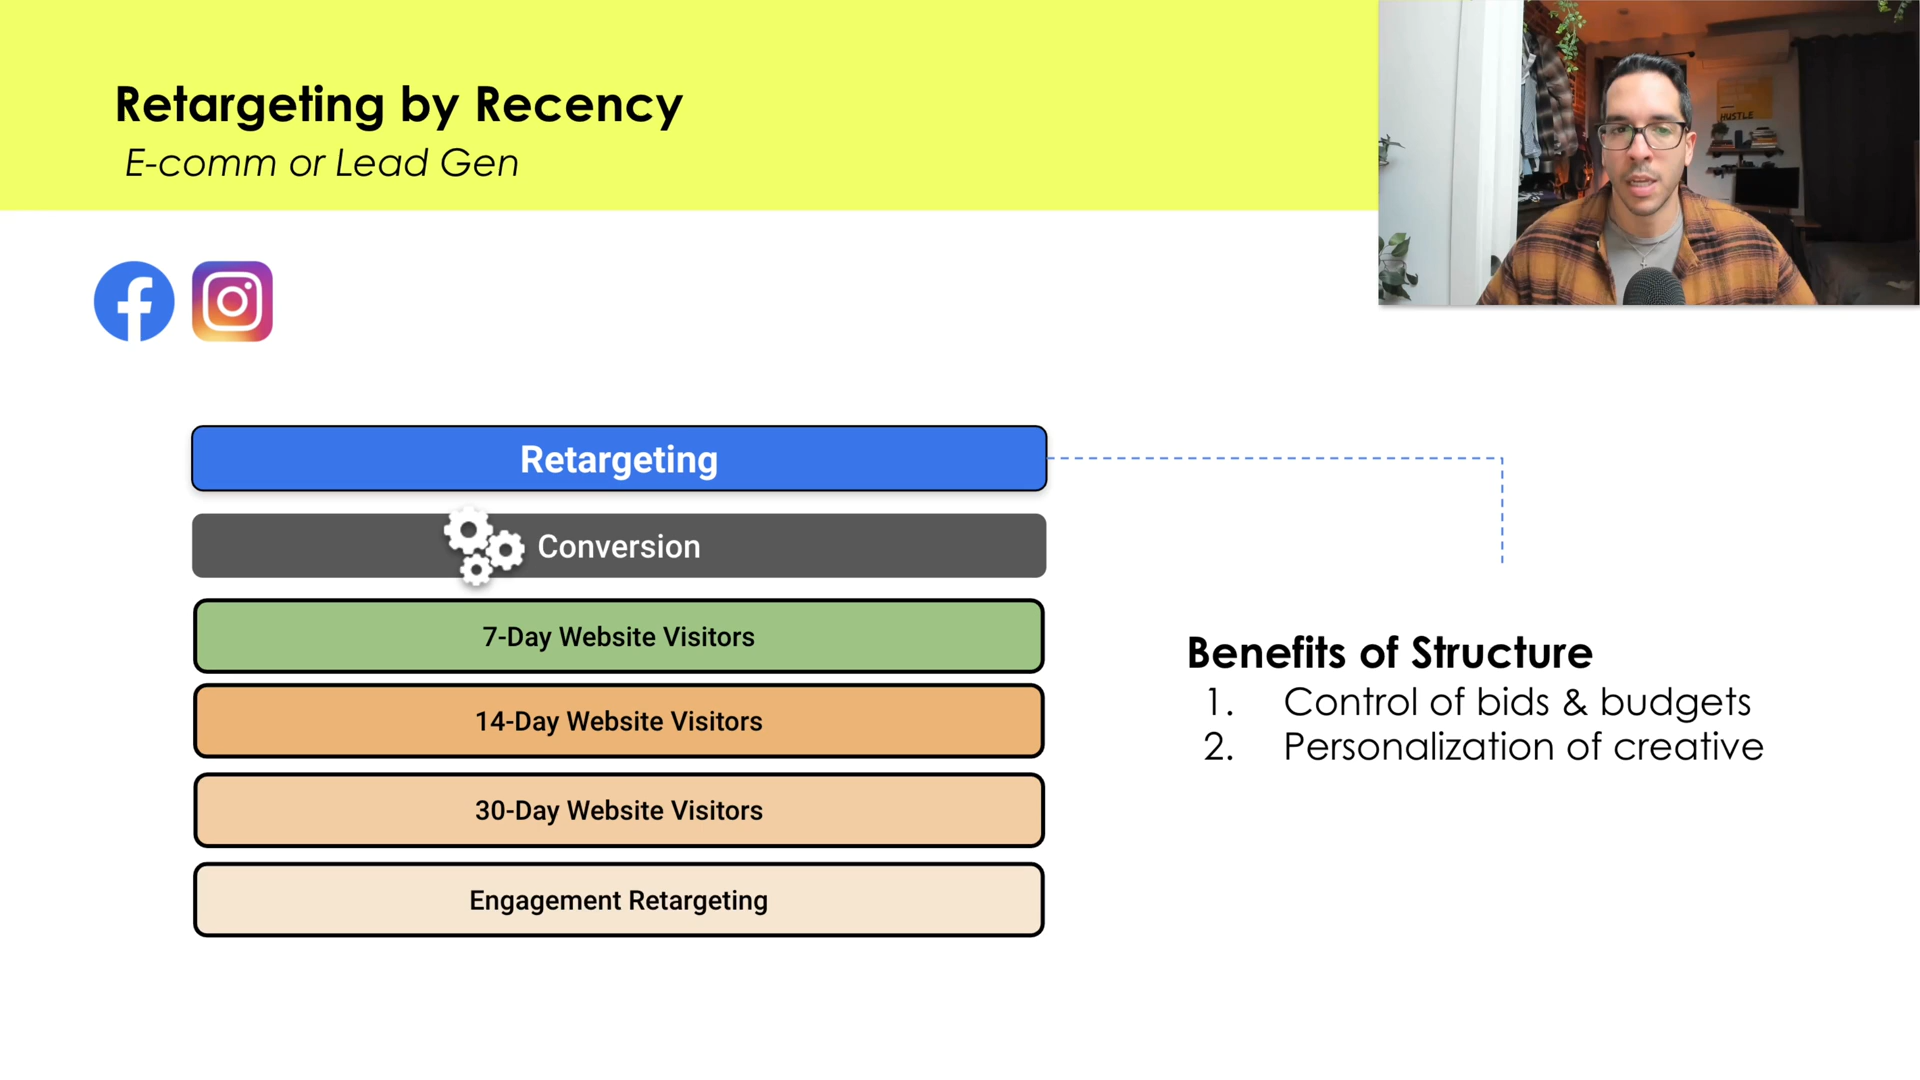 Retargeting by Recency
E-comm or Lead Gen
HUSTLE
Retargeting
Conversion
7-Day Website Visitors
14-Day Website Visitors
30-Day Website Visitors
Engagement Retargeting
Benefits of Structure
1. Control of bids & budgets
2. Personalization of creative